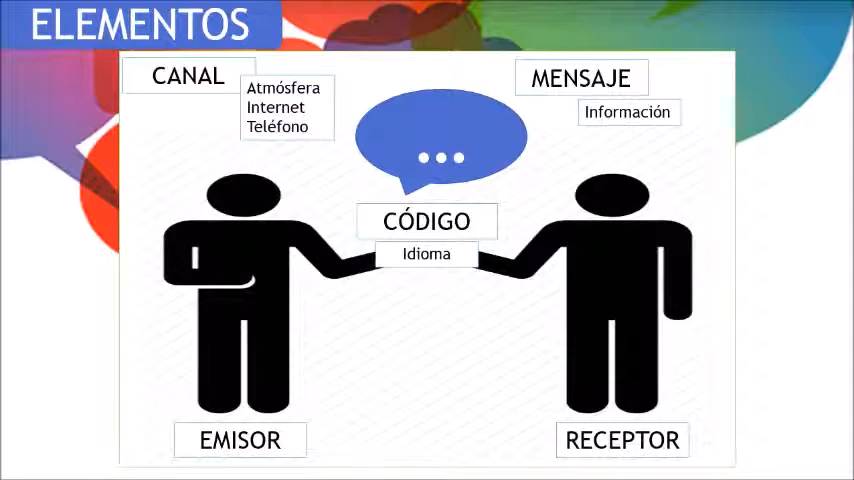 ELEMENTOS
CANAL
Atmósfera
Internet
Teléfono
MENSAJE
Información
CÓDIGO
Idioma
EMISOR
RECEPTOR